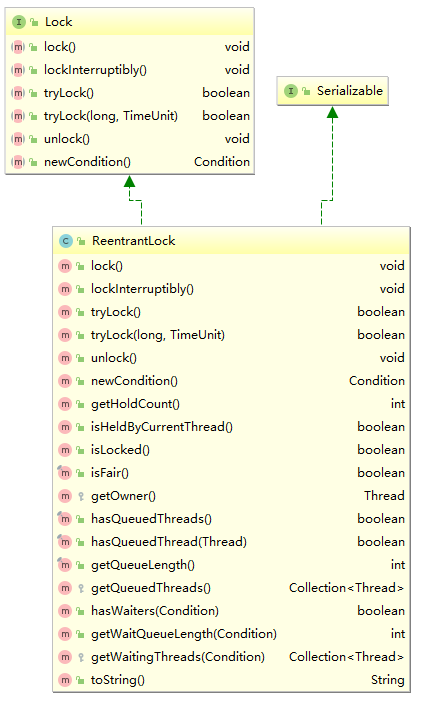 I Lock
m lock() void
m lockInterruptibly() void
m tryLock() boolean
m tryLock(long, TimeUnit) boolean
m unlock() void
m newCondition() Condition
I Serializable
C ReentrantLock
m lock() void
m lockInterruptibly() void
m tryLock() boolean
m tryLock(long, TimeUnit) boolean
m unlock() void
m newCondition() Condition
m getHoldCount() int
m isHeldByCurrentThread() boolean
m isLocked() boolean
m isFair() boolean
m getOwner() Thread
m hasQueuedThreads() boolean
m hasQueuedThread(Thread) boolean
m getQueueLength() int
m getQueuedThreads() Collection<Thread>
m hasWaiters(Condition) boolean
m getWaitQueueLength(Condition) int
m getWaitingThreads(Condition) Collection<Thread>
m toString() String